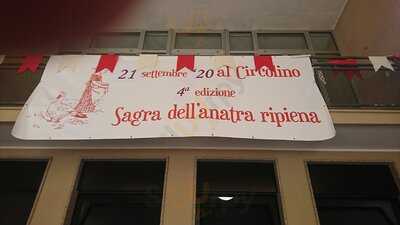 21 settembre '20 al Circolino
4ª edizione
Sagra dell'anatra ripiena